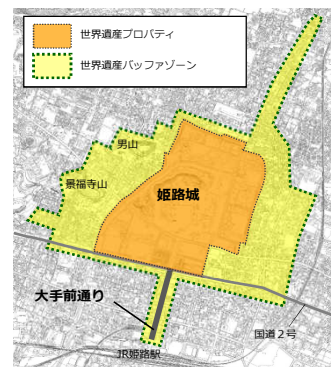 世界遺産プロパティ
世界遺産バッファゾーン
男山
景福寺山
姫路城
大手前通り
国道２号
JR姫路駅